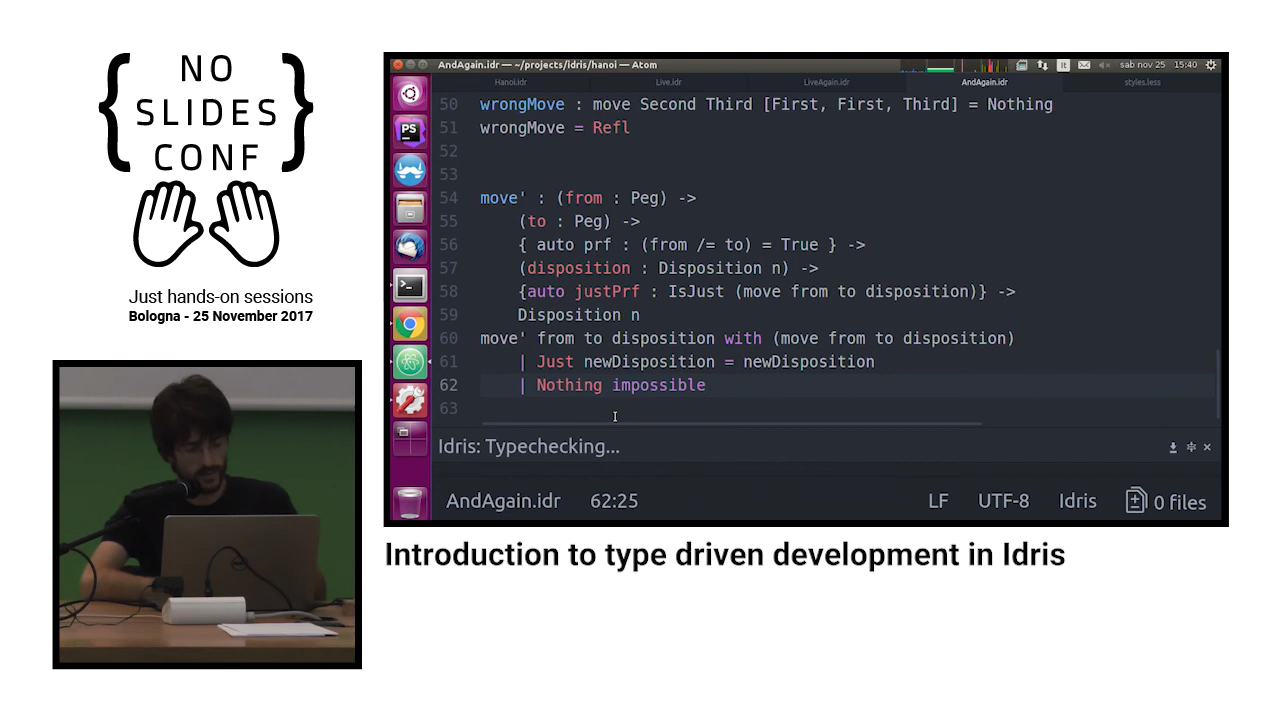 { NO
SLIDES
CONF }
Just hands-on sessions
Bologna - 25 November 2017
AndAgain.idr — ~/projects/idris/hanoi — Atom
It
sab nov 25 15:40
Hanoi.idr Live.idr LiveAgain.idr AndAgain.idr styles.less
50 wrongMove : move Second Third [First, First, Third] = Nothing
51 wrongMove = Refl
52
53
54 move' : (from : Peg) ->
55 (to : Peg) ->
56 { auto prf : (from /= to) = True } ->
57 (disposition : Disposition n) ->
58 {auto justPrf : IsJust (move from to disposition)} ->
59 Disposition n
60 move' from to disposition with (move from to disposition)
61 | Just newDisposition = newDisposition
62 | Nothing impossible
63
PS
>_
Idris: Typechecking...
AndAgain.idr 62:25 LF UTF-8 Idris 0 files
Introduction to type driven development in Idris